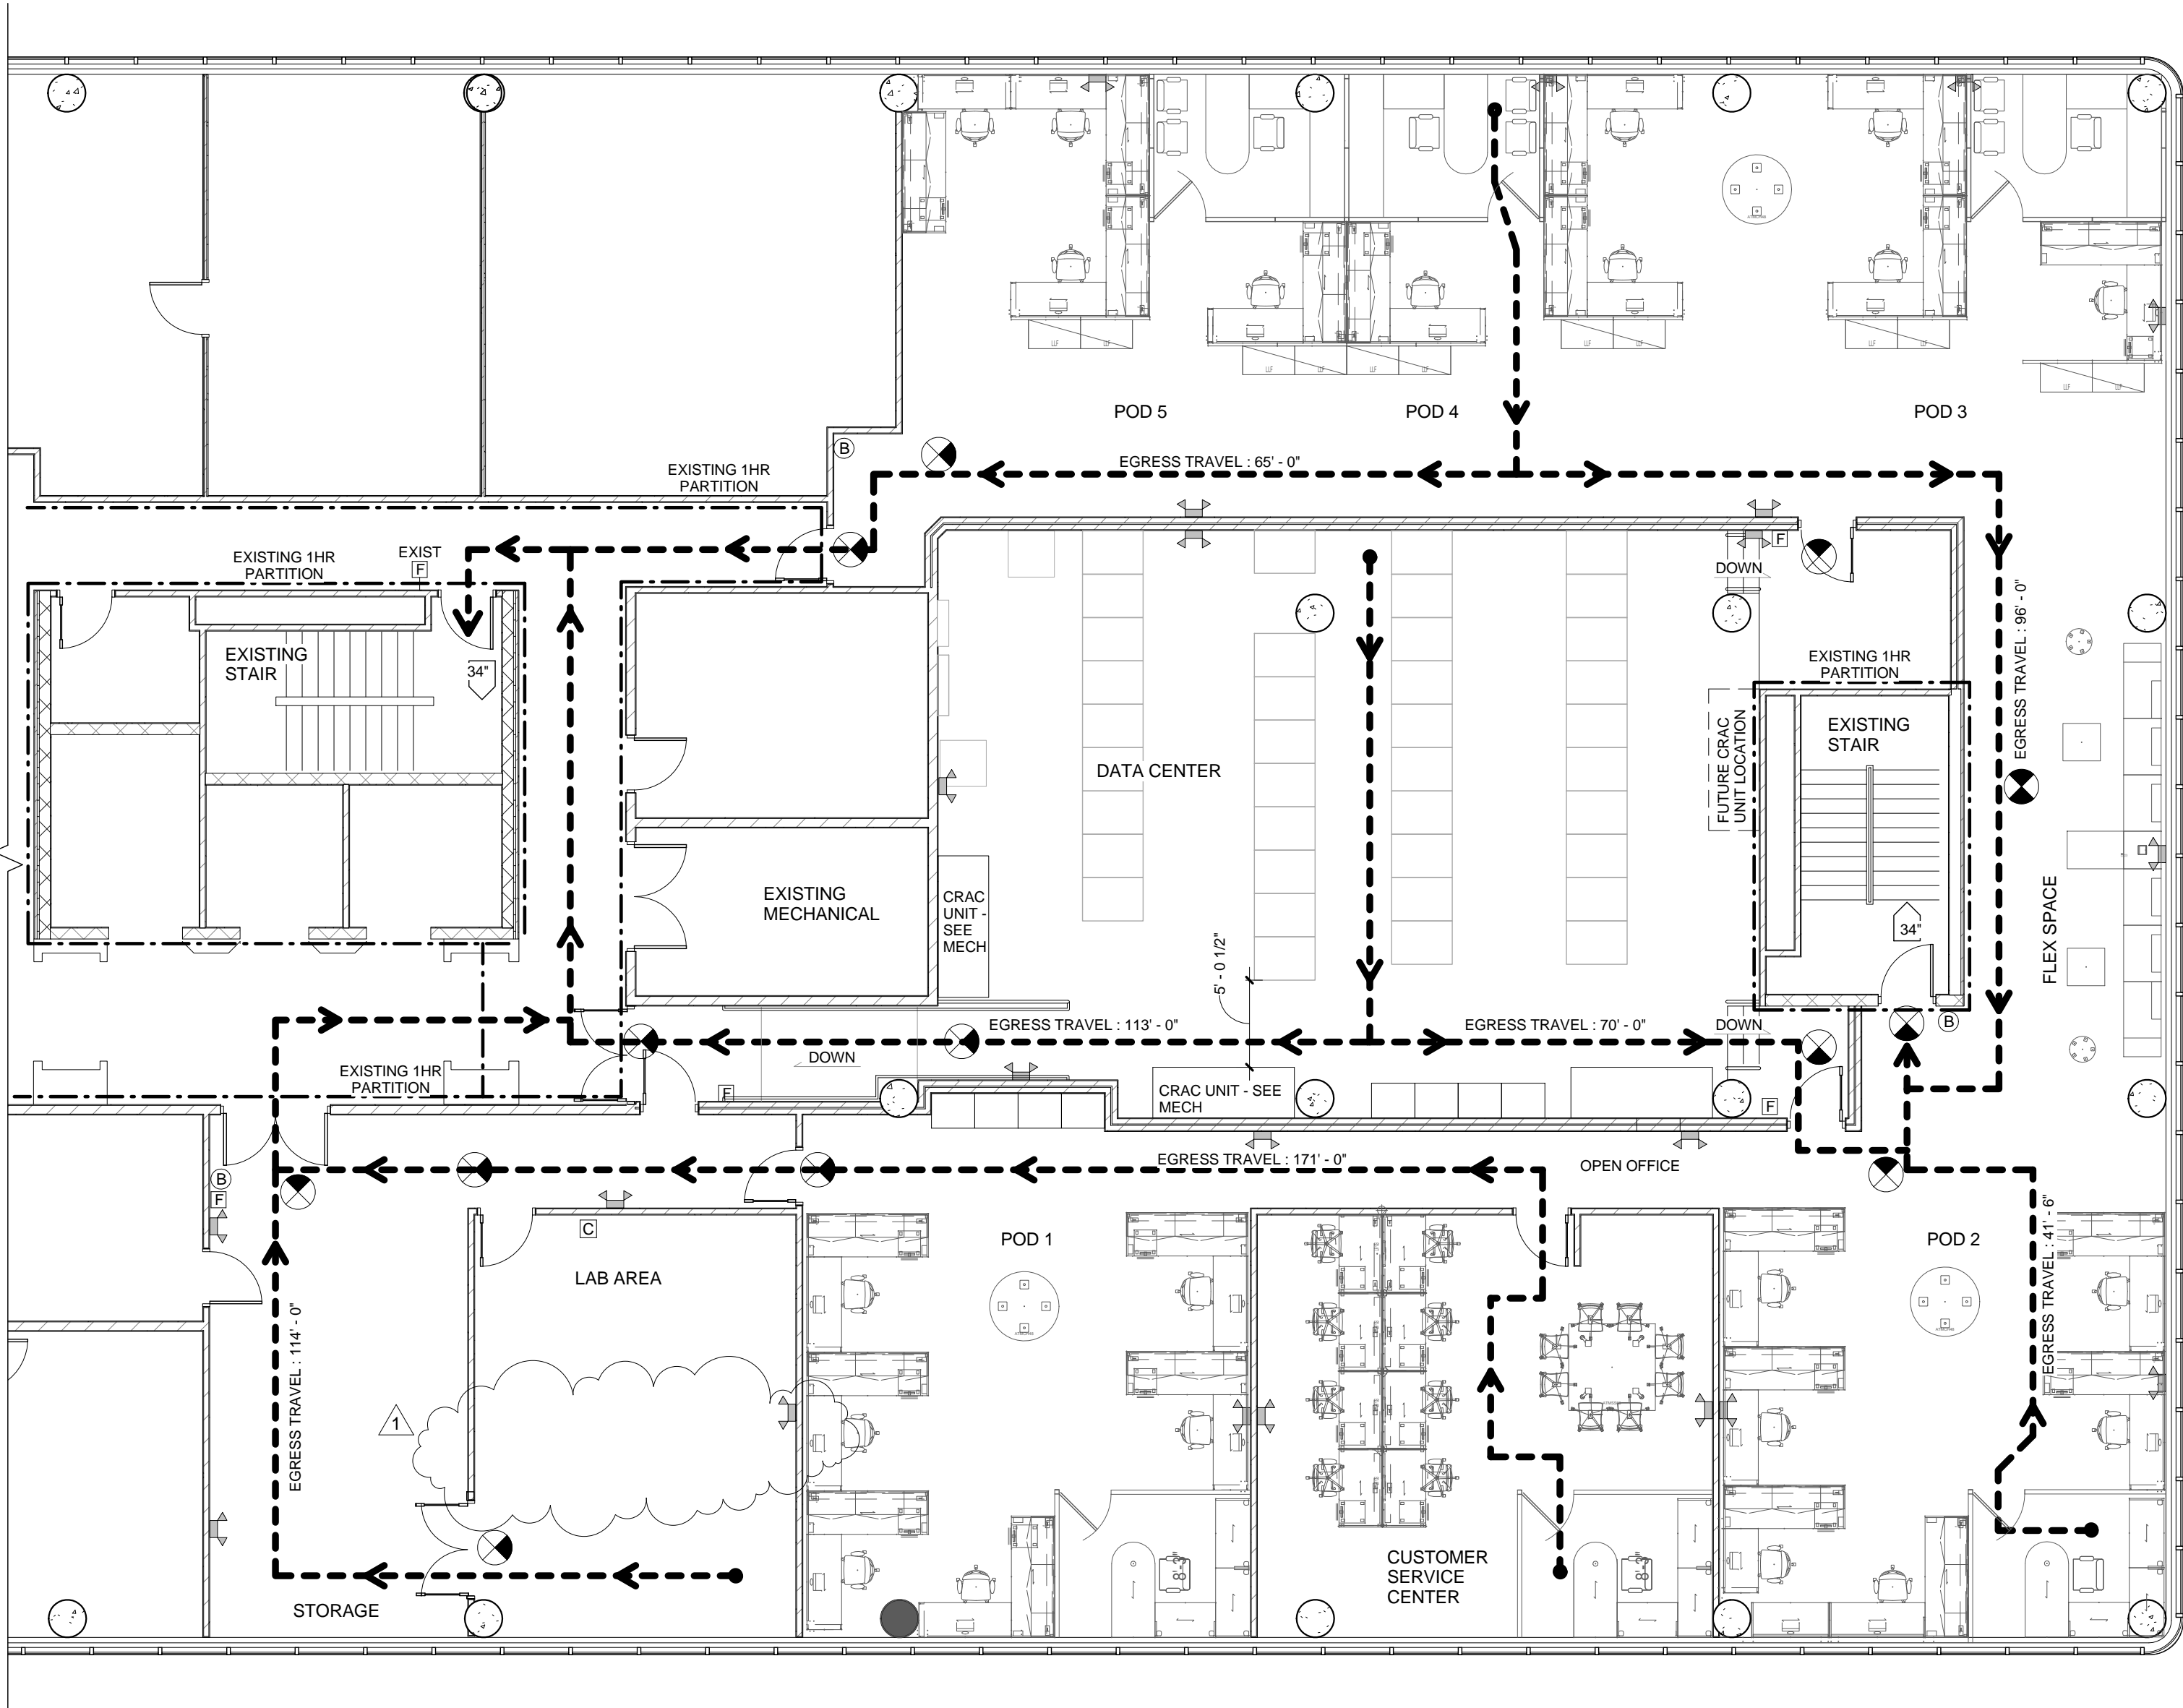 POD 5
POD 4
POD 3
B
EGRESS TRAVEL : 65' - 0"
EXISTING 1HR
PARTITION
EXISTING 1HR
PARTITION
EXIST
F
F
DOWN
EGRESS TRAVEL : 96' - 0"
EXISTING
STAIR
34"
EXISTING 1HR
PARTITION
FUTURE CRAC
UNIT LOCATION
EXISTING
STAIR
DATA CENTER
EXISTING
MECHANICAL
CRAC
UNIT -
SEE
MECH
34"
FLEX SPACE
5' - 0 1/2"
EGRESS TRAVEL : 113' - 0"
EGRESS TRAVEL : 70' - 0"
DOWN
B
DOWN
EXISTING 1HR
PARTITION
F
CRAC UNIT - SEE
MECH
F
EGRESS TRAVEL : 171' - 0"
OPEN OFFICE
B
F
C
POD 1
POD 2
LAB AREA
EGRESS TRAVEL : 114' - 0"
EGRESS TRAVEL : 41' - 6"
1
CUSTOMER
SERVICE
CENTER
STORAGE